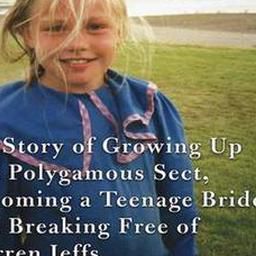 Story of Growing Up
Polygamous Sect,
oming a Teenage Bride
Breaking Free of
rren Jeffs